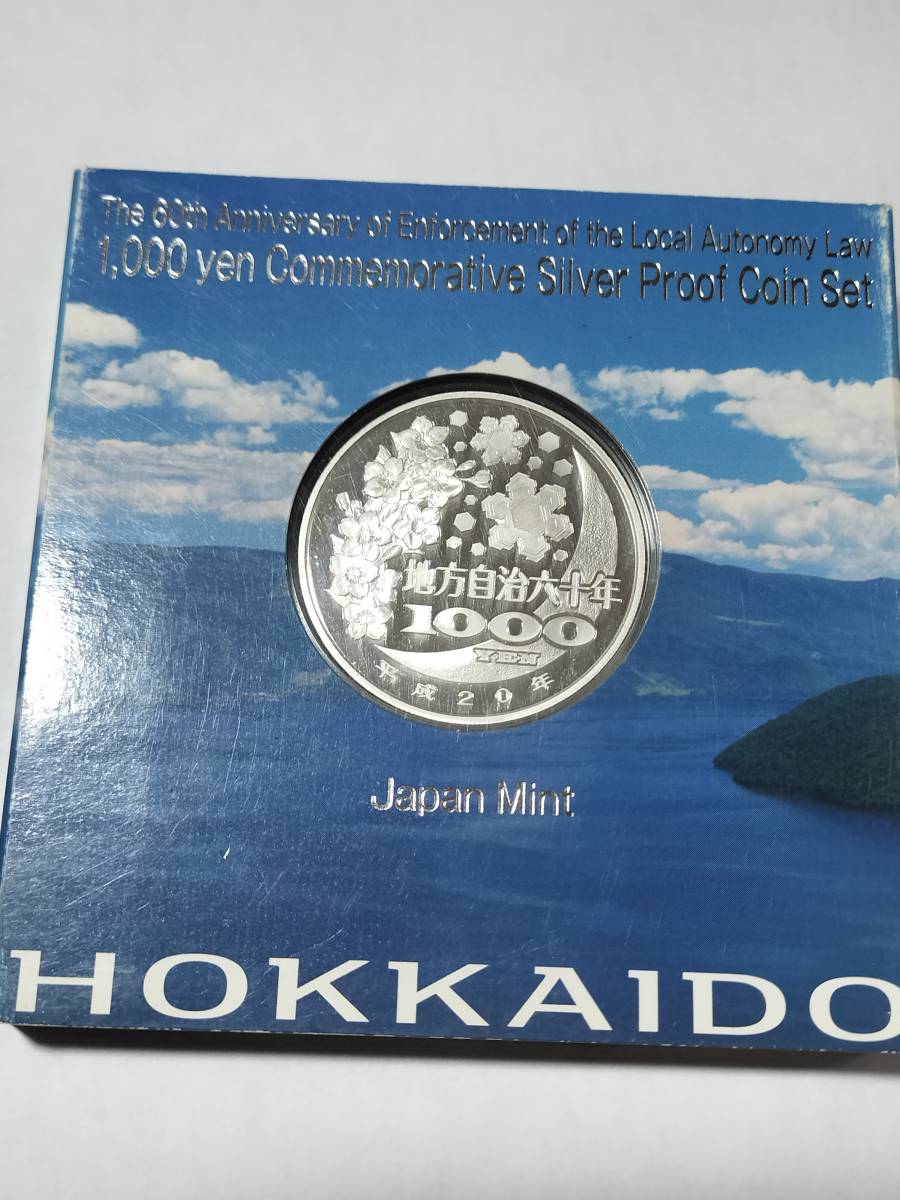 The 60th Anniversary of Enforcement of the Local Autonomy Law
1,000 yen Commemorative Silver Proof Coin Set
地方自治六十年
1000
YEN
平成20年
Japan Mint
HOKKAIDO